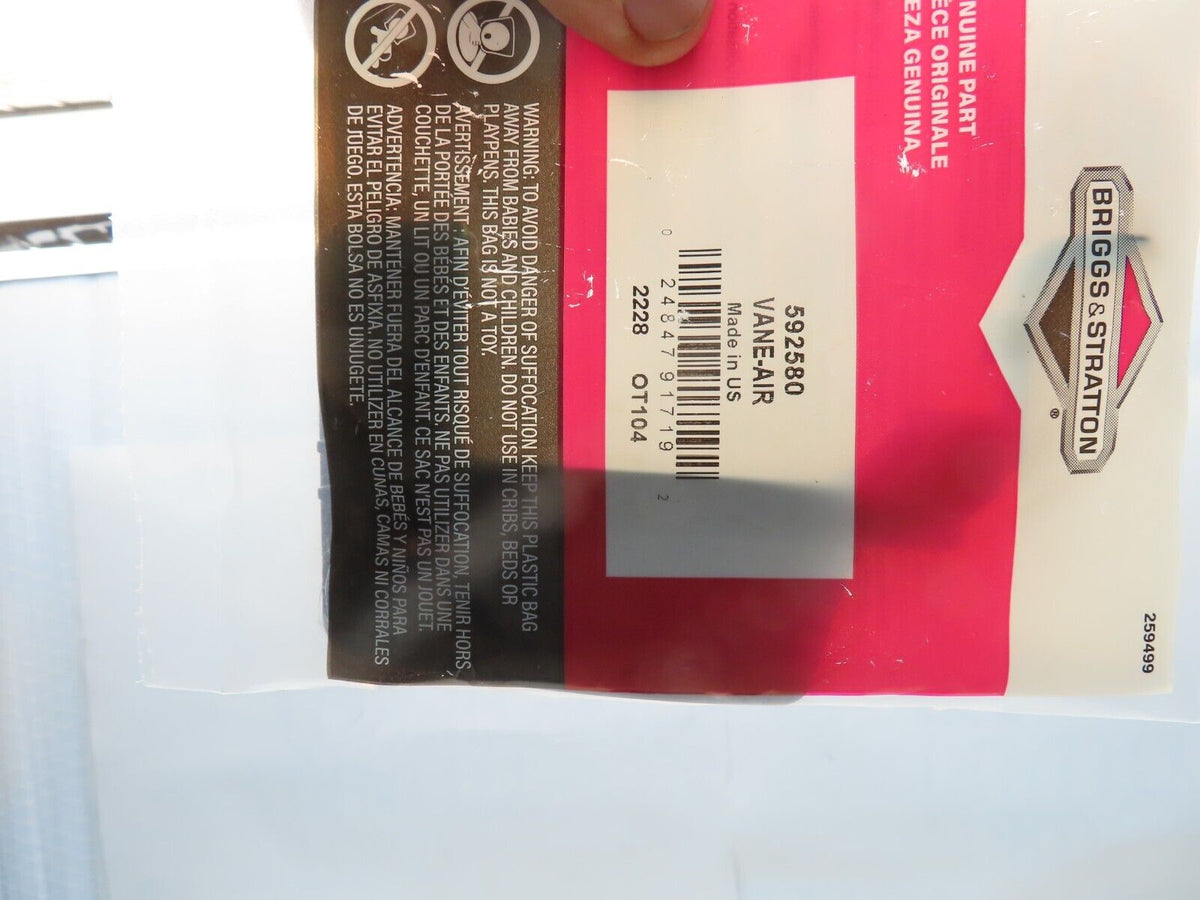 BRIGGS & STRATTON®
259499
NUINE PART
ÈCE ORIGINALE
EZA GENUINA
592580
VANE-AIR
Made in US
0 24847 91719 2
2228 OT104
WARNING: TO AVOID DANGER OF SUFFOCATION KEEP THIS PLASTIC BAG
AWAY FROM BABIES AND CHILDREN. DO NOT USE IN CRIBS, BEDS OR
PLAYPENS. THIS BAG IS NOT A TOY.
AVERTISSEMENT : AFIN D'ÉVITER TOUT RISQUE DE SUFFOCATION, TENIR HORS
DE LA PORTÉE DES BÉBÉS ET DES ENFANTS. NE PAS UTILIZER DANS UNE
COUCHETTE, UN LIT OU UN PARC D'ENFANT. CE SAC N'EST PAS UN JOUET.
ADVERTENCIA: MANTENER FUERA DEL ALCANCE DE BEBÉS Y NIÑOS PARA
EVITAR EL PELIGRO DE ASFIXIA. NO UTILIZER EN CUNAS, CAMAS NI CORRALES
DE JUEGO. ESTA BOLSA NO ES UN JUGETE.